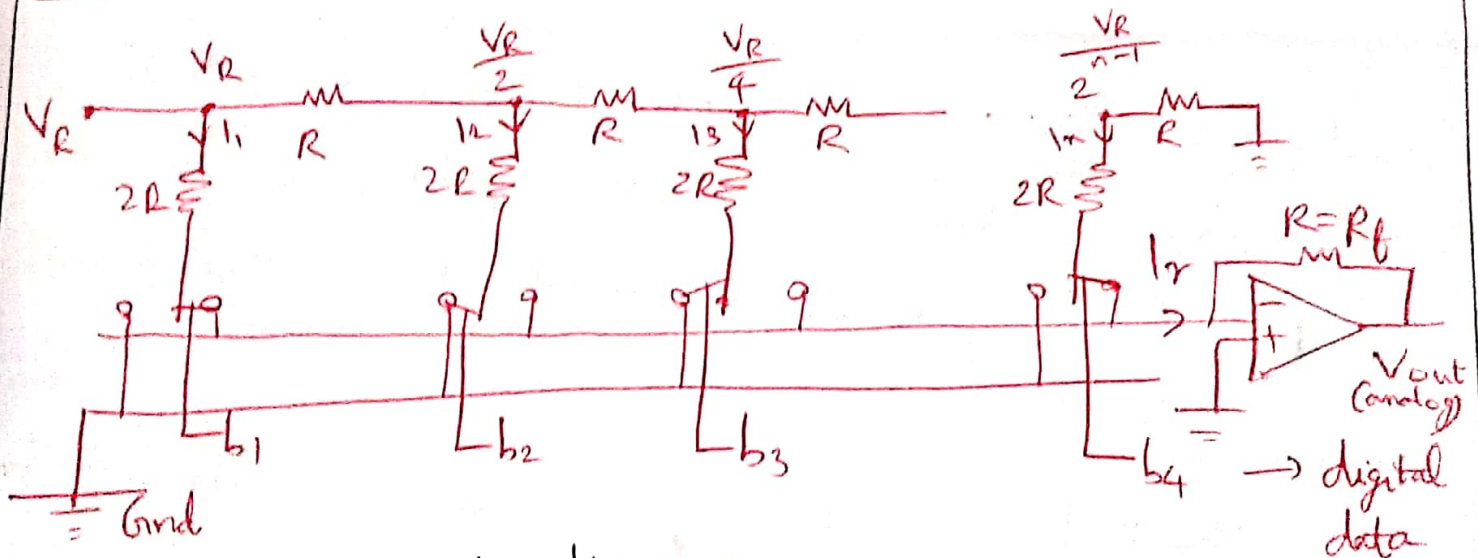 VR VR/2 VR/4 VR/2^n-1
VR I1 R I2 R I3 R In R
2R 2R 2R 2R
R=Rf
Ir
−
+
Vout
(analog)
b1 b2 b3 b4 → digital
data
Gnd